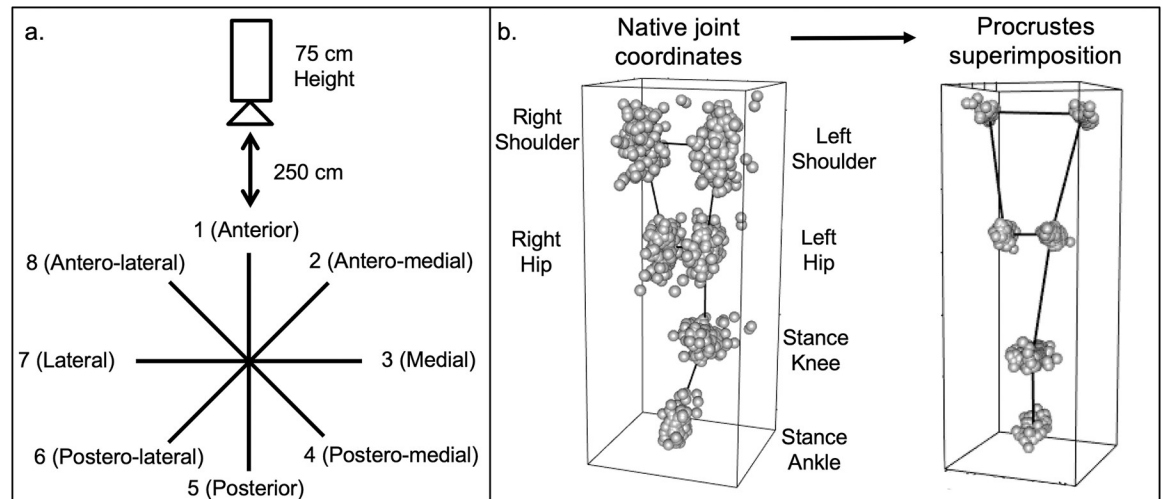 a.
75 cm
Height
250 cm
1 (Anterior)
8 (Antero-lateral)
2 (Antero-medial)
7 (Lateral)
3 (Medial)
6 (Postero-lateral)
4 (Postero-medial)
5 (Posterior)
b.
Native joint
coordinates
Procrustes
superimposition
Right
Shoulder
Left
Shoulder
Right
Hip
Left
Hip
Stance
Knee
Stance
Ankle